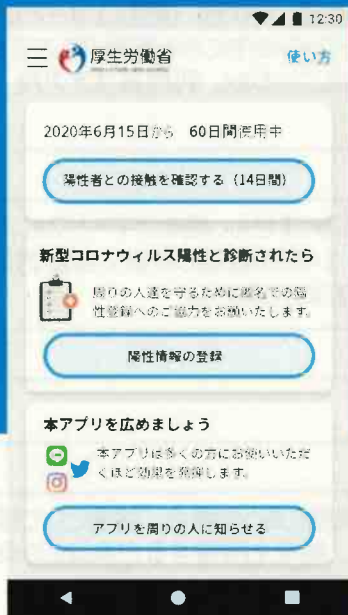 12:30
厚生労働省
使い方
2020年6月15日から 60日間使用中
陽性者との接触を確認する（14日間）
新型コロナウィルス陽性と診断されたら
周りの人達を守るために匿名での陽
性登録へのご協力をお願いいたします。
陽性情報の登録
本アプリを広めましょう
本アプリは多くの方にお使いいただ
くほど効果を発揮します。
アプリを周りの人に知らせる